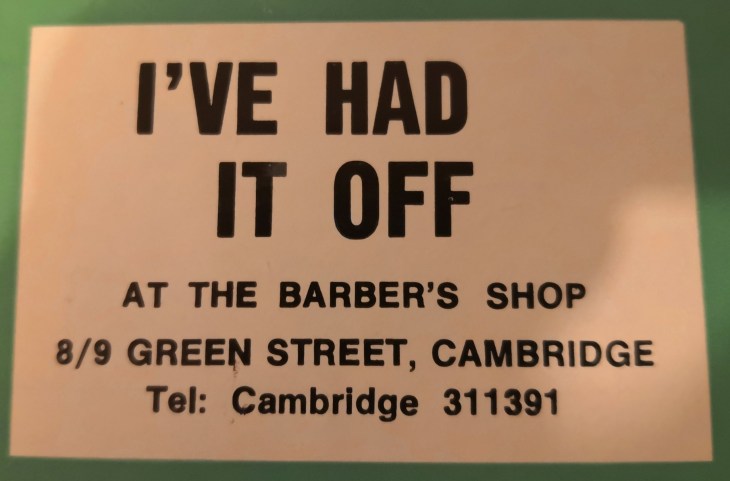 I'VE HAD
IT OFF
AT THE BARBER'S SHOP
8/9 GREEN STREET, CAMBRIDGE
Tel: Cambridge 311391